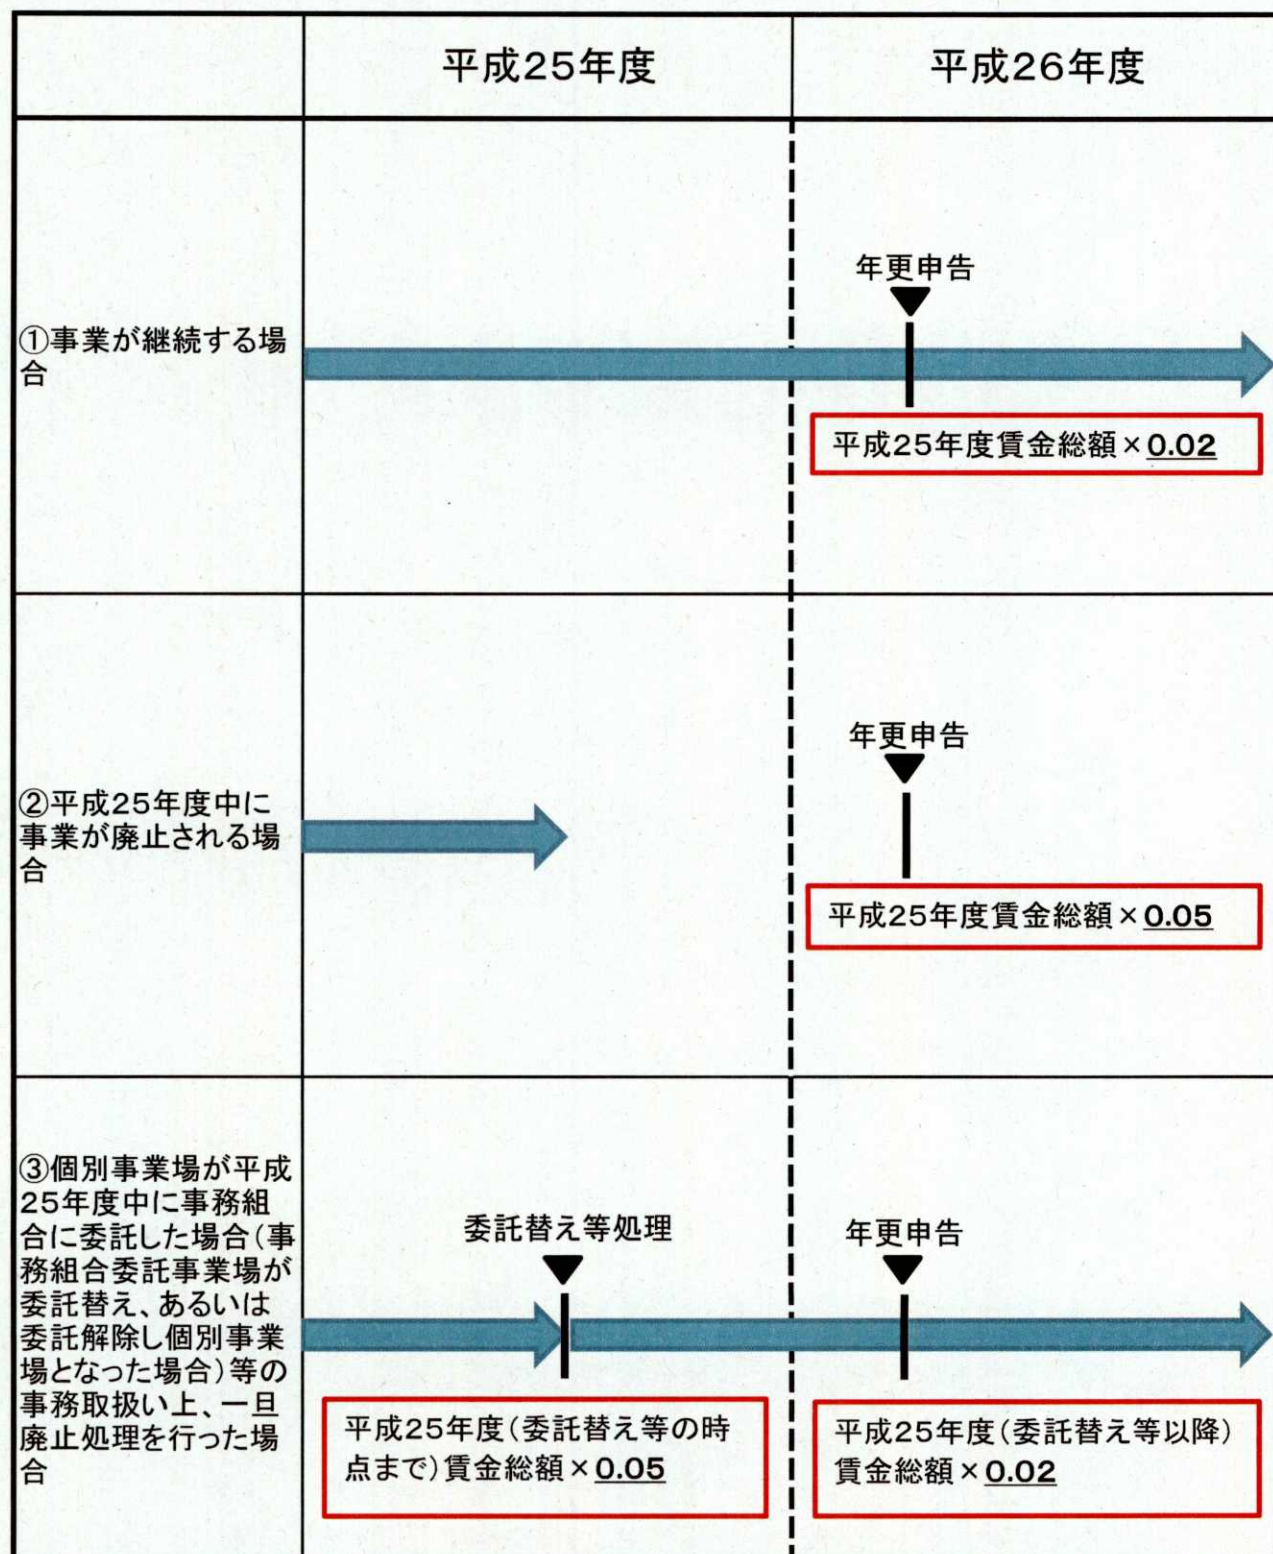 平成25年度
平成26年度
①事業が継続する場
合
年更申告
平成25年度賃金総額×0.02
②平成25年度中に
事業が廃止される場
合
年更申告
平成25年度賃金総額×0.05
③個別事業場が平成
25年度中に事務組
合に委託した場合(事
務組合委託事業場が
委託替え、あるいは
委託解除し個別事業
場となった場合)等の
事務取扱い上、一旦
廃止処理を行った場
合
委託替え等処理
平成25年度(委託替え等の時
点まで)賃金総額×0.05
年更申告
平成25年度(委託替え等以降)
賃金総額×0.02